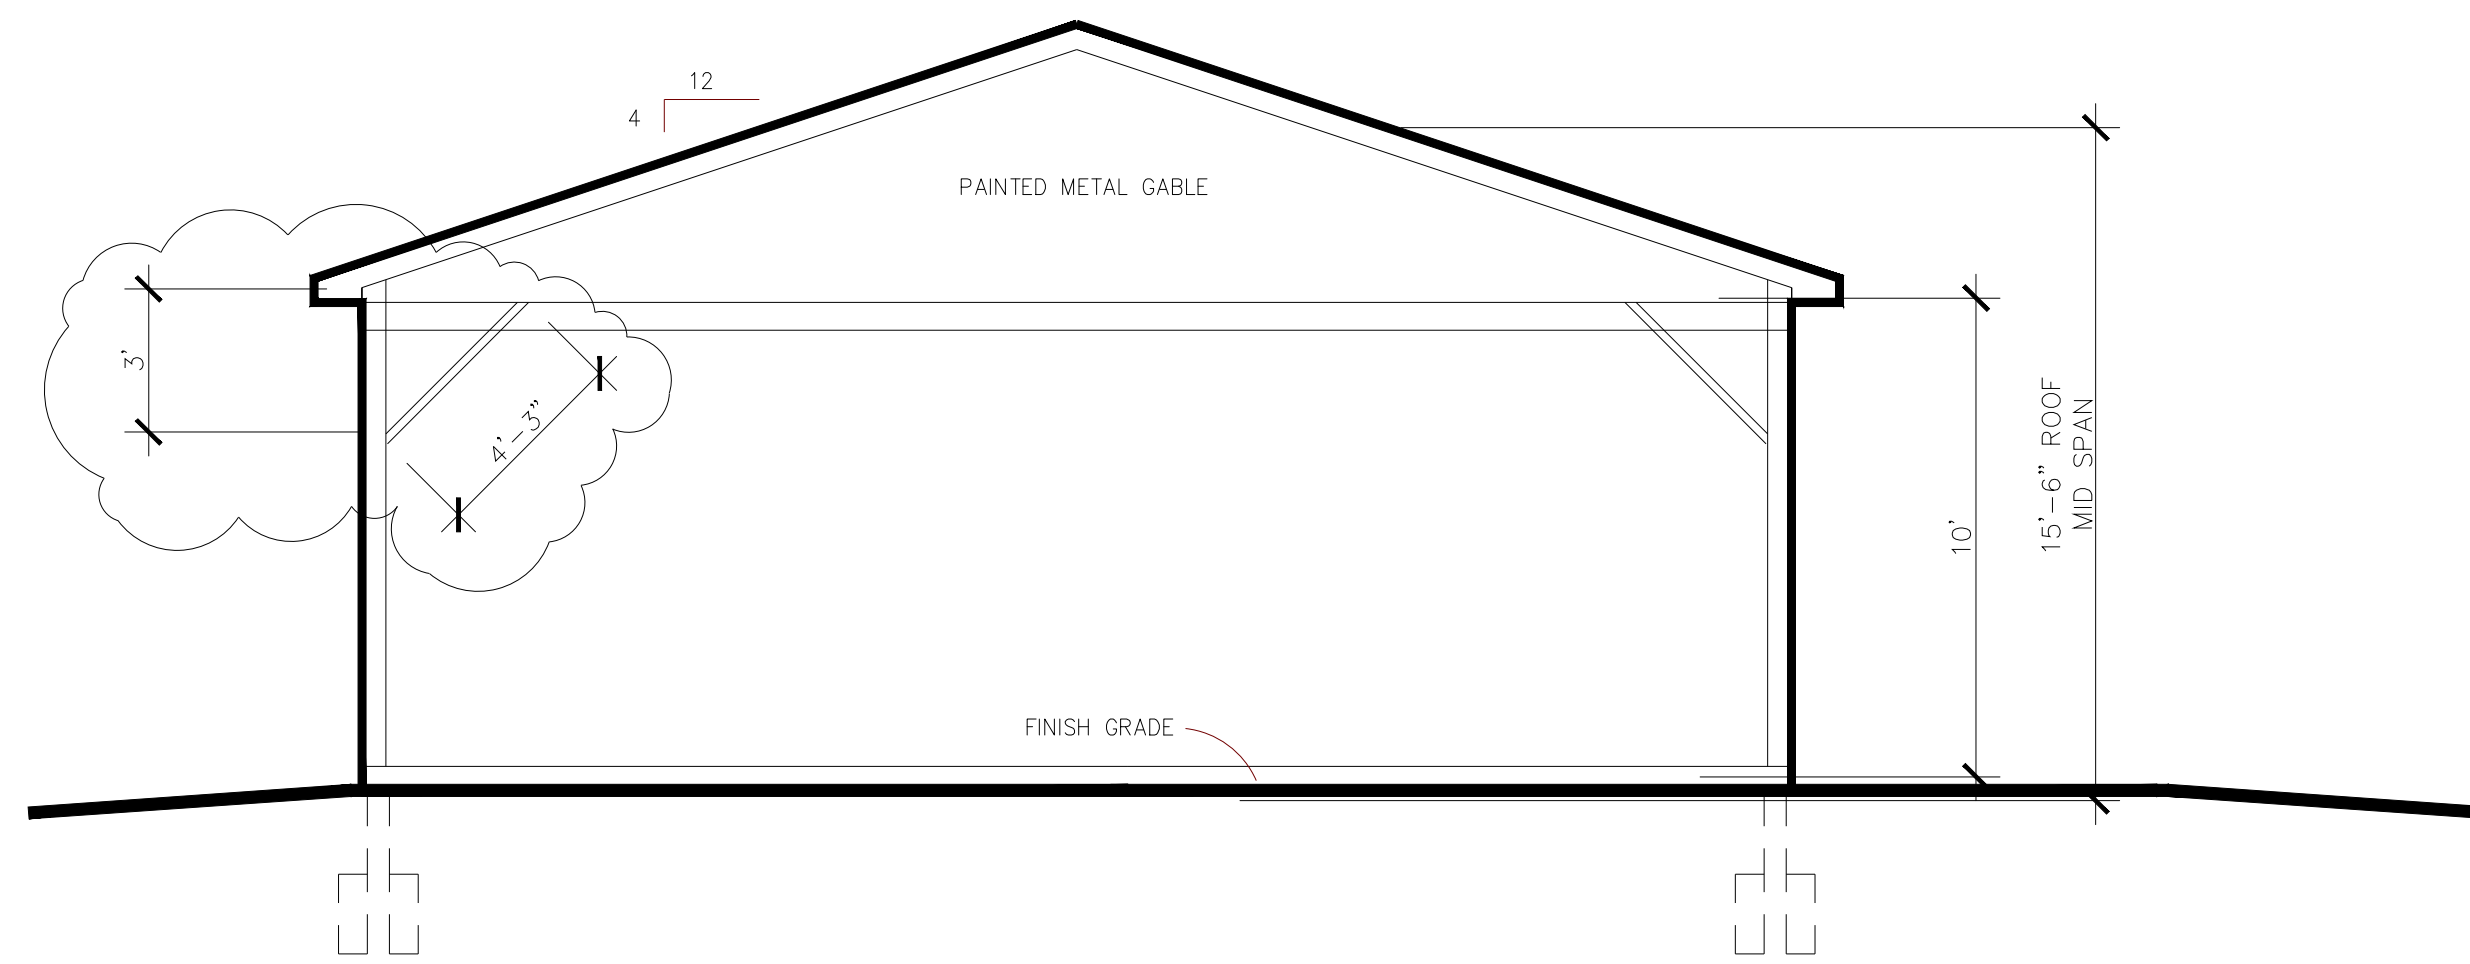 12
4
PAINTED METAL GABLE
3'
4'-3"
10'
15'-6" ROOF
MID SPAN
FINISH GRADE